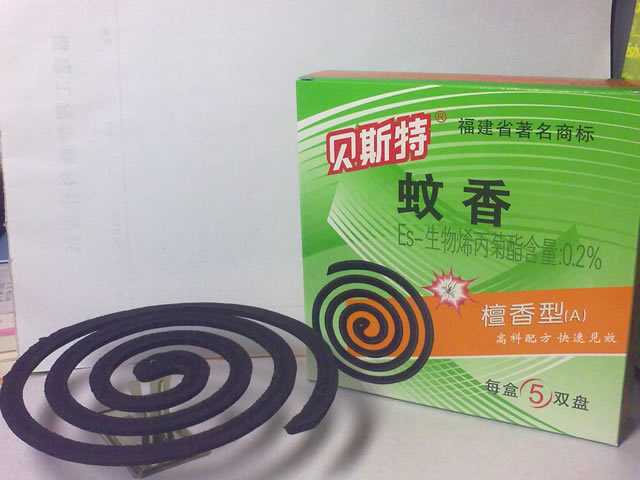 贝斯特®
福建省著名商标
蚊香
Es-生物烯丙菊酯含量:0.2%
檀香型(A)
高科配方 快速见效
每盒5双盘